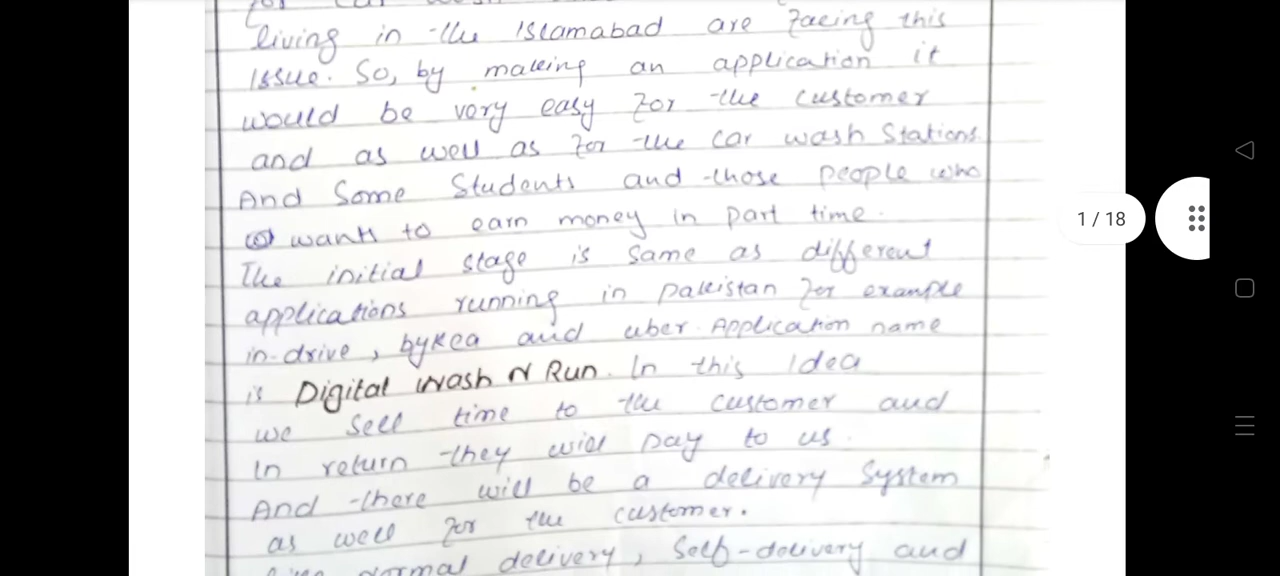 for car wash
living in the Islamabad are facing this
issue. So, by making an application it
would be very easy for the customer
and as well as for the car wash Stations.
And Some Students and those people who
wants to earn money in part time.
The initial stage is same as different
applications running in pakistan for example
in-drive, bykea and uber. Application name
is Digital Wash N Run. In this Idea
we sell time to the customer and
in return they will pay to us.
And there will be a delivery System
as well for the customer.
normal delivery, Self-delivery and
1 / 18